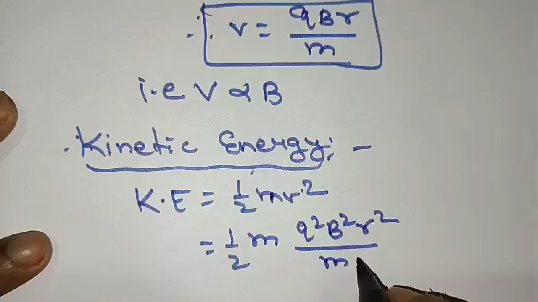 ∴ v = qBr/m
i.e V ∝ B
Kinetic Energy: -
K.E = 1/2 mv²
= 1/2 m q²B²r²/m